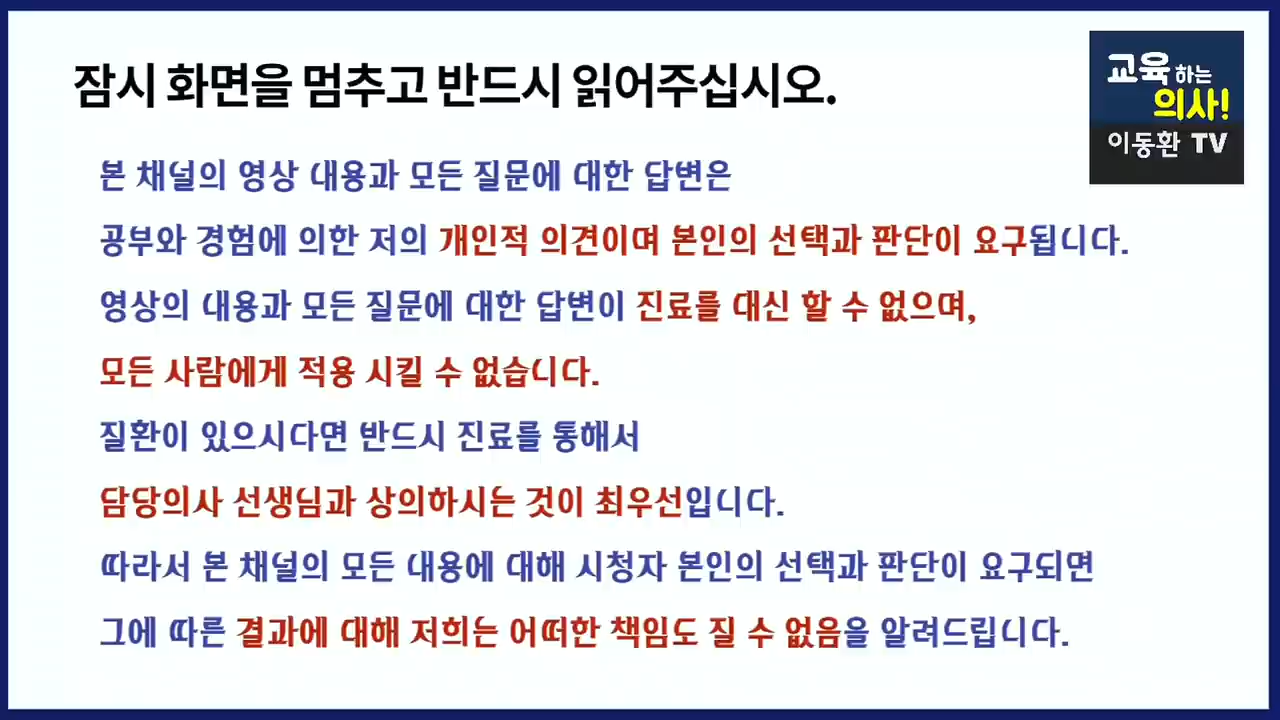 잠시 화면을 멈추고 반드시 읽어주십시오.
교육하는
의사!
이동환 TV
본 채널의 영상 내용과 모든 질문에 대한 답변은
공부와 경험에 의한 저의 개인적 의견이며 본인의 선택과 판단이 요구됩니다.
영상의 내용과 모든 질문에 대한 답변이 진료를 대신 할 수 없으며,
모든 사람에게 적용 시킬 수 없습니다.
질환이 있으시다면 반드시 진료를 통해서
담당의사 선생님과 상의하시는 것이 최우선입니다.
따라서 본 채널의 모든 내용에 대해 시청자 본인의 선택과 판단이 요구되면
그에 따른 결과에 대해 저희는 어떠한 책임도 질 수 없음을 알려드립니다.